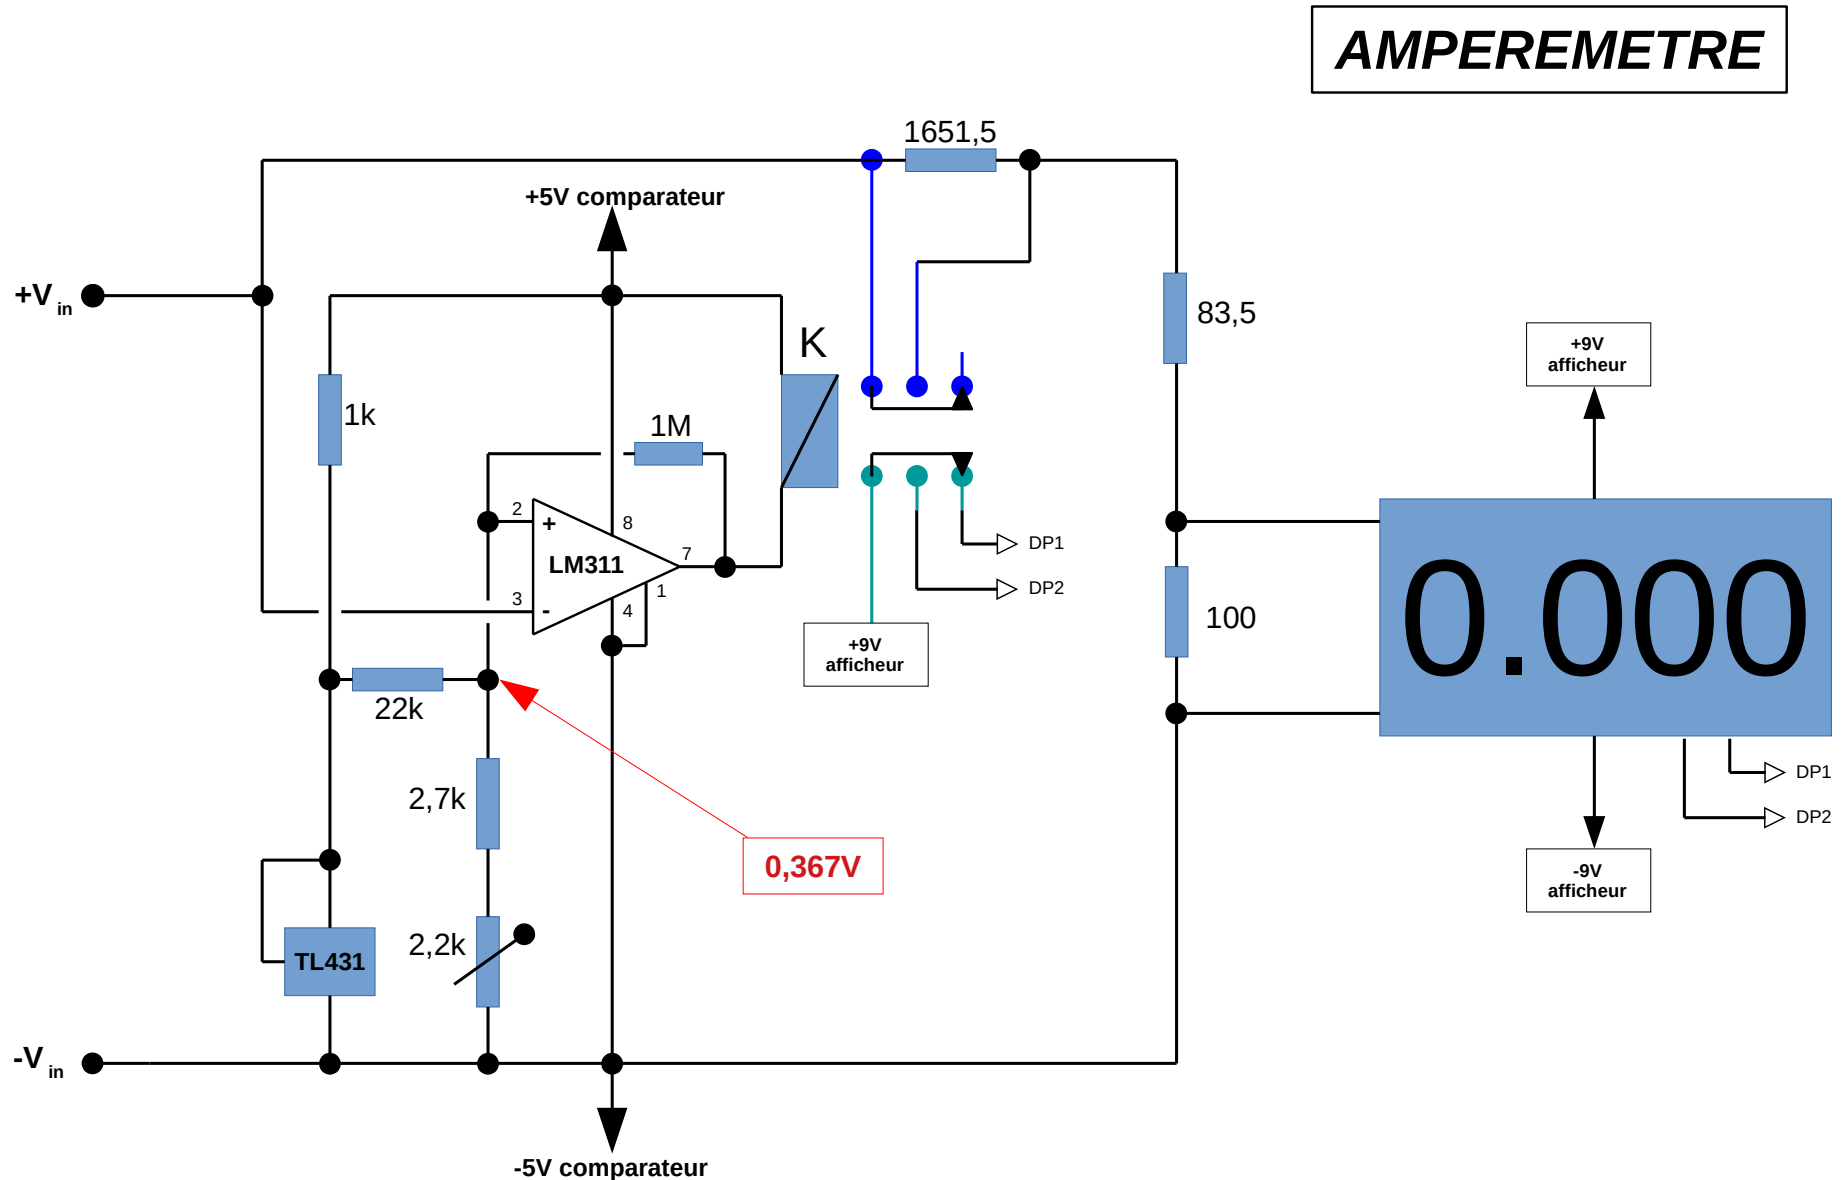 AMPEREMETRE
1651,5
+5V comparateur
+V in
K
83,5
+9V
afficheur
1k
1M
2
+
8
LM311
7
3
-
4
1
DP1
DP2
0.000
100
+9V
afficheur
22k
2,7k
0,367V
DP1
DP2
-9V
afficheur
2,2k
TL431
-V in
-5V comparateur